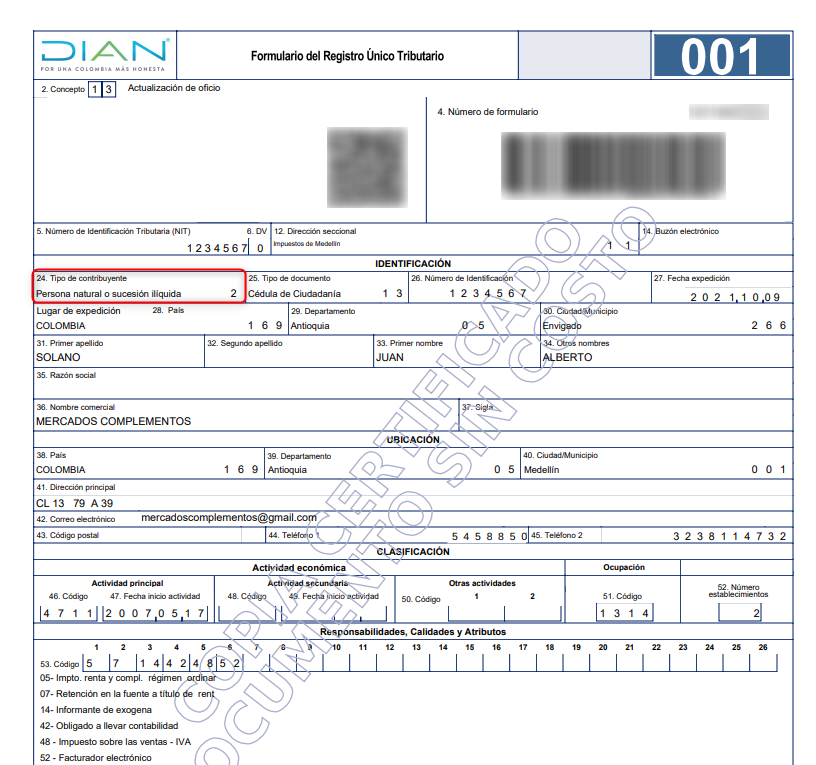 DIAN
POR UNA COLOMBIA MÁS HONESTA
Formulario del Registro Único Tributario
001
2. Concepto 1 3 Actualización de oficio
4. Número de formulario
5. Número de Identificación Tributaria (NIT) 6. DV 12. Dirección seccional 14. Buzón electrónico
1 2 3 4 5 6 7 0 Impuestos de Medellín 1 1
IDENTIFICACIÓN
24. Tipo de contribuyente 25. Tipo de documento 26. Número de Identificación 27. Fecha expedición
Persona natural o sucesión ilíquida 2 Cédula de Ciudadanía 1 3 1 2 3 4 5 6 7 2 0 2 1 1 0 0 9
Lugar de expedición 28. País 29. Departamento 30. Ciudad/Municipio
COLOMBIA 1 6 9 Antioquia 0 5 Envigado 2 6 6
31. Primer apellido 32. Segundo apellido 33. Primer nombre 34. Otros nombres
SOLANO JUAN ALBERTO
35. Razón social
36. Nombre comercial 37. Sigla
MERCADOS COMPLEMENTOS
UBICACIÓN
38. País 39. Departamento 40. Ciudad/Municipio
COLOMBIA 1 6 9 Antioquia 0 5 Medellín 0 0 1
41. Dirección principal
CL 13 79 A 39
42. Correo electrónico mercadoscomplementos@gmail.com
43. Código postal 44. Teléfono 1 5 4 5 8 8 5 0 45. Teléfono 2 3 2 3 8 1 1 4 7 3 2
CLASIFICACIÓN
Actividad económica Ocupación
Actividad principal Actividad secundaria Otras actividades 52. Número establecimientos
46. Código 47. Fecha inicio actividad 48. Código 49. Fecha inicio actividad 50. Código 1 2 51. Código
4 7 1 1 2 0 0 7 0 5 1 7 1 3 1 4 2
Responsabilidades, Calidades y Atributos
1 2 3 4 5 6 7 8 9 10 11 12 13 14 15 16 17 18 19 20 21 22 23 24 25 26
53. Código 5 7 1 4 4 2 4 8 5 2
05- Impto. renta y compl. régimen ordinar
07- Retención en la fuente a título de rent
14- Informante de exogena
42- Obligado a llevar contabilidad
48 - Impuesto sobre las ventas - IVA
52 - Facturador electrónico
COPIA CERTIFICADO
DOCUMENTO SIN COSTO